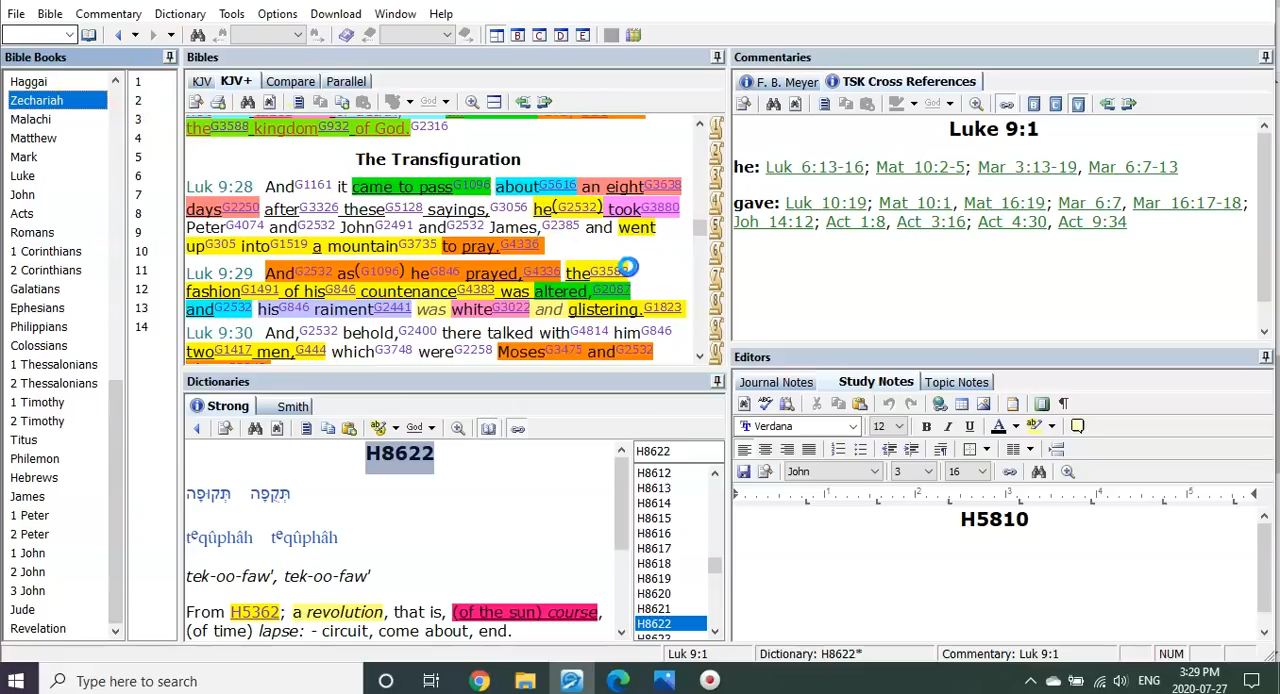 File Bible Commentary Dictionary Tools Options Download Window Help
B C D E
Bible Books
Haggai
Zechariah
Malachi
Matthew
Mark
Luke
John
Acts
Romans
1 Corinthians
2 Corinthians
Galatians
Ephesians
Philippians
Colossians
1 Thessalonians
2 Thessalonians
1 Timothy
2 Timothy
Titus
Philemon
Hebrews
James
1 Peter
2 Peter
1 John
2 John
3 John
Jude
Revelation
1
2
3
4
5
6
7
8
9
10
11
12
13
14
Bibles
KJV KJV+ Compare Parallel
God
the G3588 kingdom G932 of God. G2316
The Transfiguration
Luk 9:28 And G1161 it came to pass G1096 about G5616 an eight G3638
days G2250 after G3326 these G5128 sayings, G3056 he (G2532) took G3880
Peter G4074 and G2532 John G2491 and G2532 James, G2385 and went
up G305 into G1519 a mountain G3735 to pray. G4336
Luk 9:29 And G2532 as (G1096) he G846 prayed, G4336 the G3588
fashion G1491 of his G846 countenance G4383 was altered, G2087
and G2532 his G846 raiment G2441 was white G3022 and glistering. G1823
Luk 9:30 And, G2532 behold, G2400 there talked with G4814 him G846
two G1417 men, G444 which G3748 were G2258 Moses G3475 and G2532
Dictionaries
Strong Smith
God
H8622
תְּקֻפָה תְּקוּפָה
teqûphâh teqûphâh
tek-oo-faw', tek-oo-faw'
From H5362; a revolution, that is, (of the sun) course,
(of time) lapse: - circuit, come about, end.
H8622
H8612
H8613
H8614
H8615
H8616
H8617
H8618
H8619
H8620
H8621
H8622
H8623
Commentaries
F. B. Meyer TSK Cross References
God B C V
Luke 9:1
he: Luk 6:13-16; Mat 10:2-5; Mar 3:13-19, Mar 6:7-13
gave: Luk 10:19; Mat 10:1, Mat 16:19; Mar 6:7, Mar 16:17-18;
Joh 14:12; Act 1:8, Act 3:16; Act 4:30, Act 9:34
Editors
Journal Notes Study Notes Topic Notes
Verdana 12 B I U A
John 3 16
1 2 3 4 5
H5810
Luk 9:1 Dictionary: H8622* Commentary: Luk 9:1 NUM
Type here to search
ENG
3:29 PM
2020-07-27